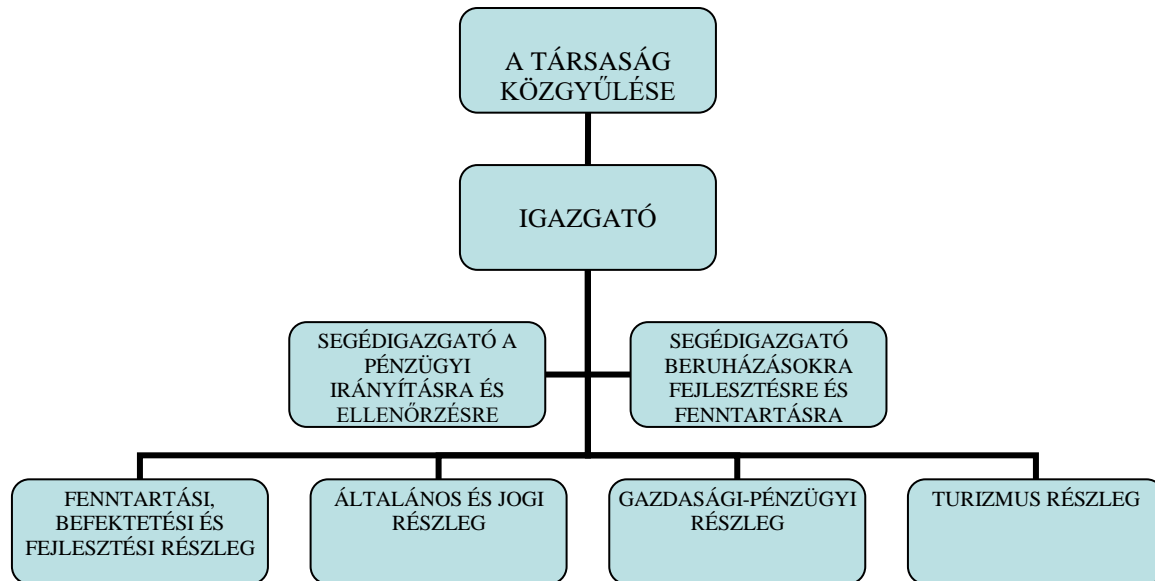 A TÁRSASÁG
KÖZGYŰLÉSE
IGAZGATÓ
SEGÉDIGAZGATÓ A
PÉNZÜGYI
IRÁNYÍTÁSRA ÉS
ELLENŐRZÉSRE
SEGÉDIGAZGATÓ
BERUHÁZÁSOKRA
FEJLESZTÉSRE ÉS
FENNTARTÁSRA
FENNTARTÁSI,
BEFEKTETÉSI ÉS
FEJLESZTÉSI RÉSZLEG
ÁLTALÁNOS ÉS JOGI
RÉSZLEG
GAZDASÁGI-PÉNZÜGYI
RÉSZLEG
TURIZMUS RÉSZLEG